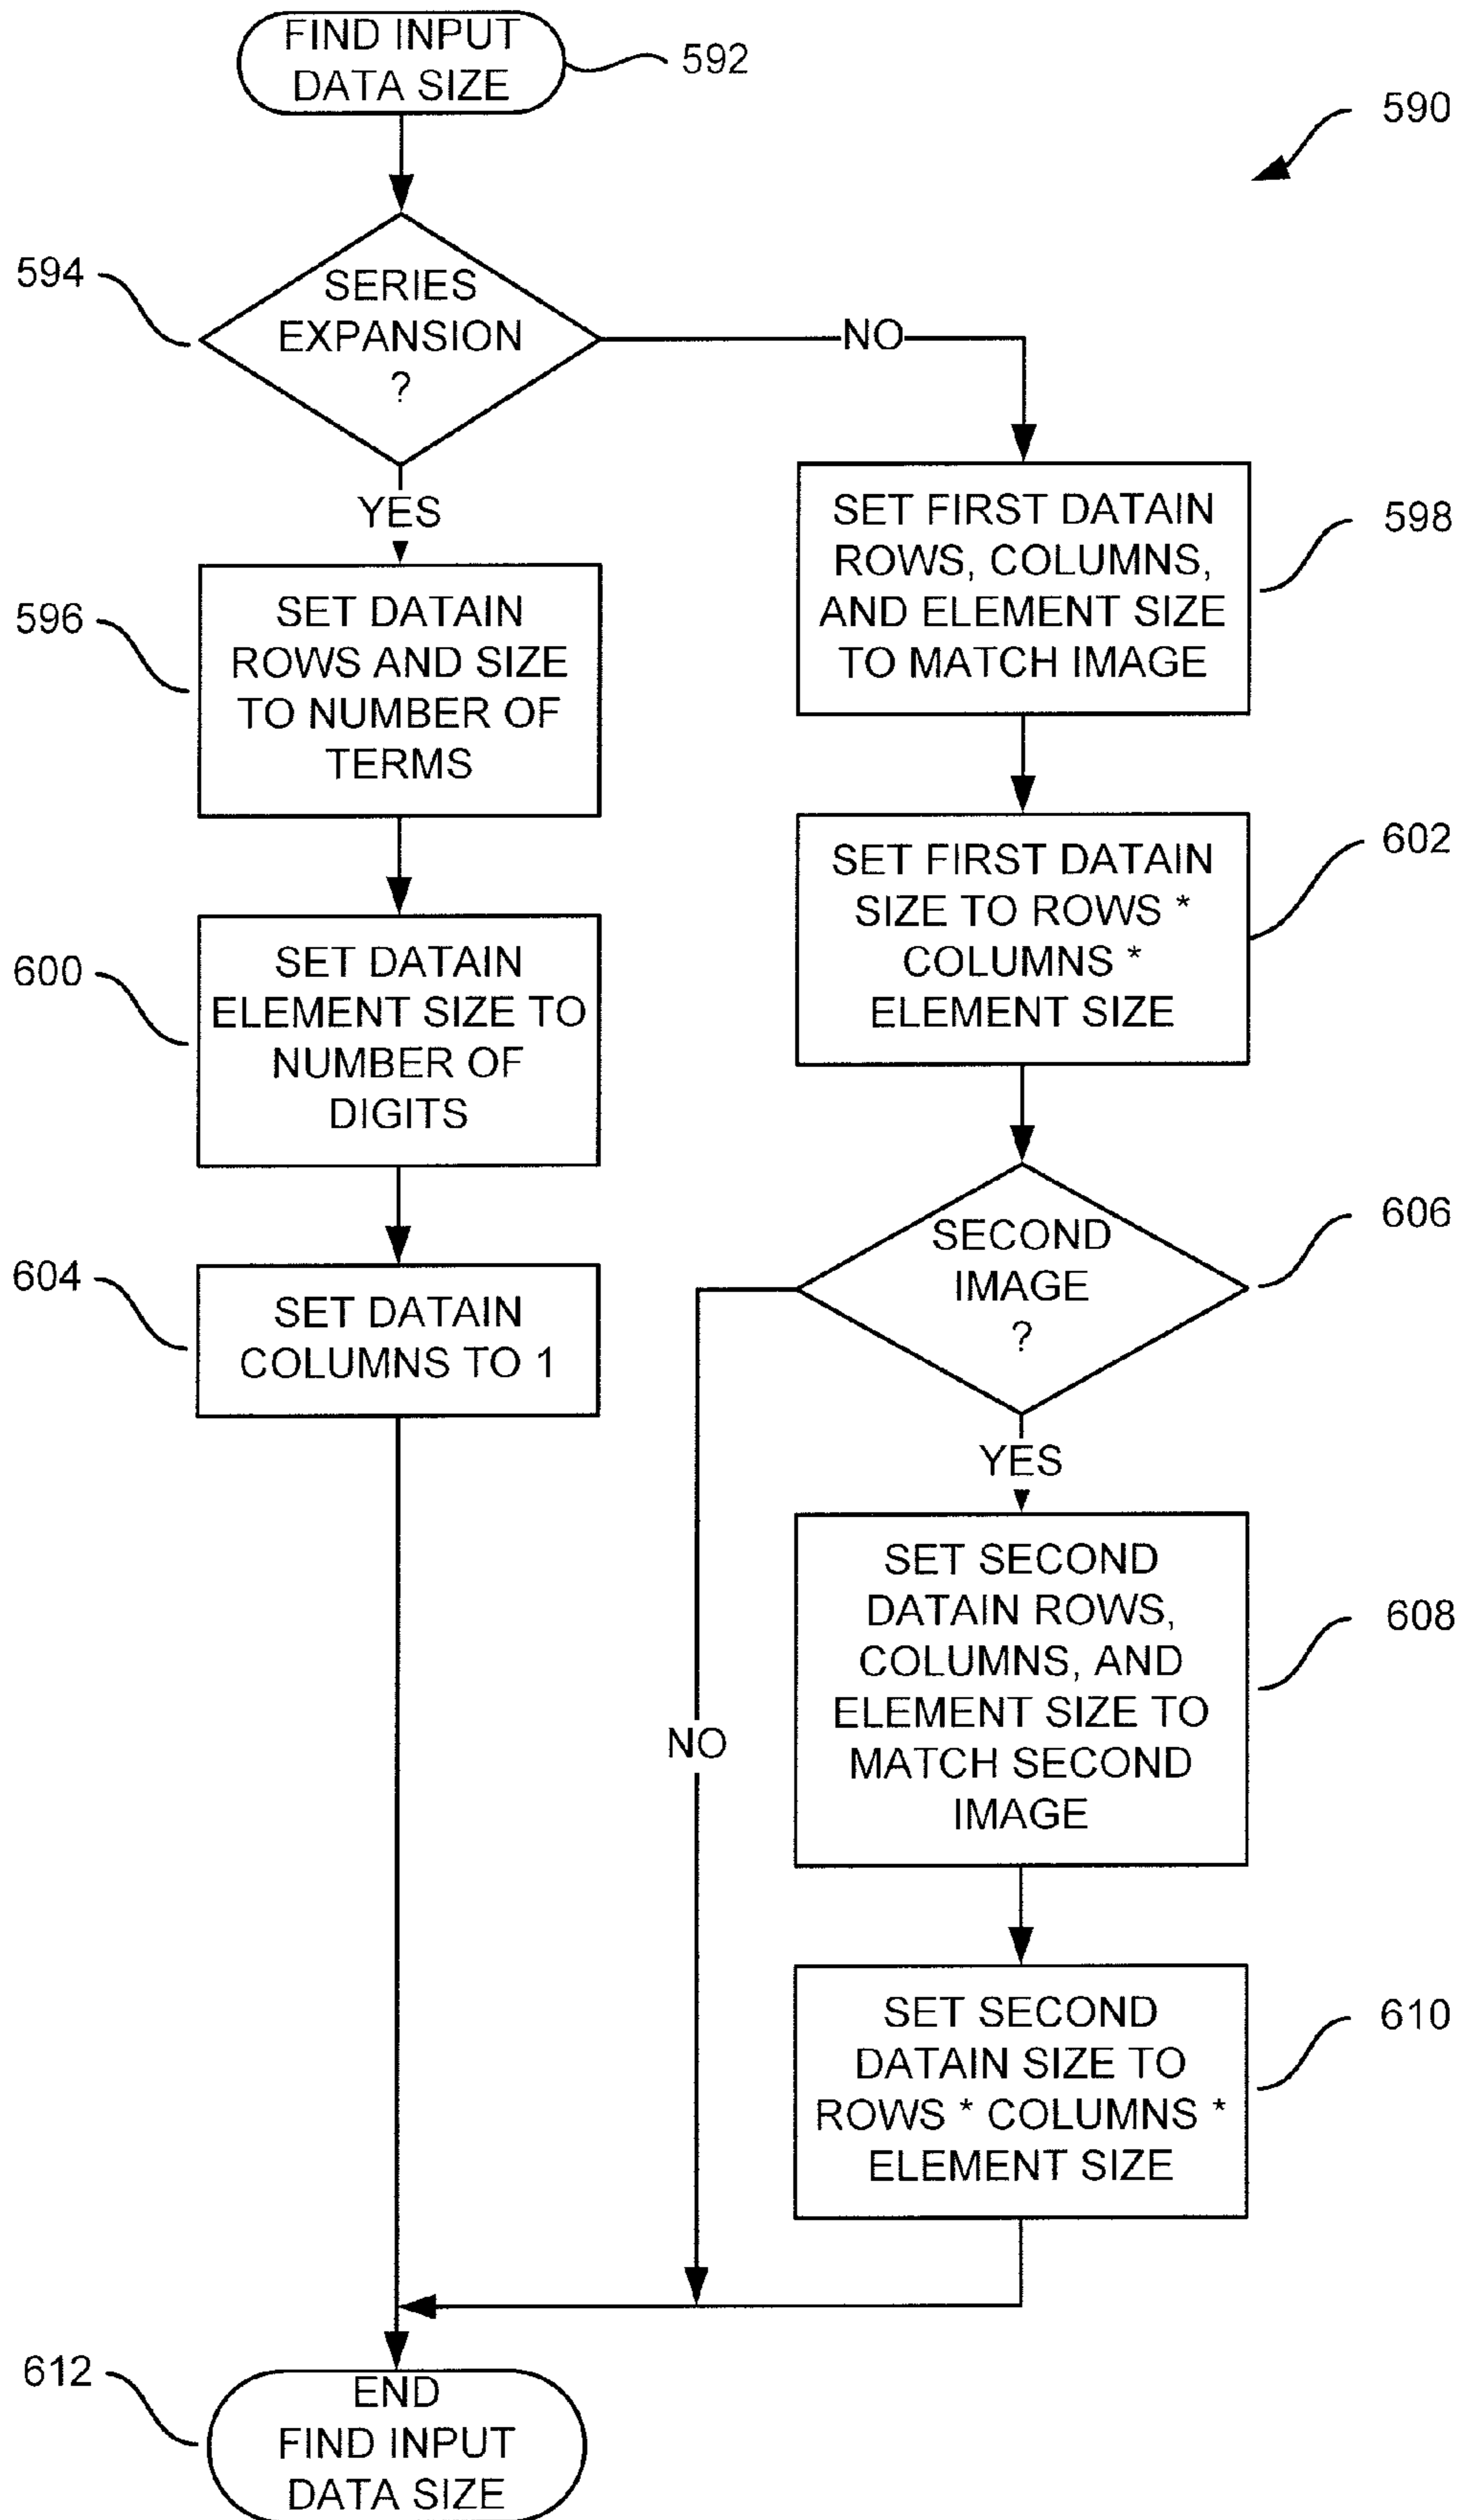 FIND INPUT
DATA SIZE
592
590
594
SERIES
EXPANSION
?
NO
YES
596
SET DATAIN
ROWS AND SIZE
TO NUMBER OF
TERMS
SET FIRST DATAIN
ROWS, COLUMNS,
AND ELEMENT SIZE
TO MATCH IMAGE
598
600
SET DATAIN
ELEMENT SIZE TO
NUMBER OF
DIGITS
SET FIRST DATAIN
SIZE TO ROWS *
COLUMNS *
ELEMENT SIZE
602
604
SET DATAIN
COLUMNS TO 1
SECOND
IMAGE
?
606
YES
NO
SET SECOND
DATAIN ROWS,
COLUMNS, AND
ELEMENT SIZE TO
MATCH SECOND
IMAGE
608
SET SECOND
DATAIN SIZE TO
ROWS * COLUMNS *
ELEMENT SIZE
610
612
END
FIND INPUT
DATA SIZE